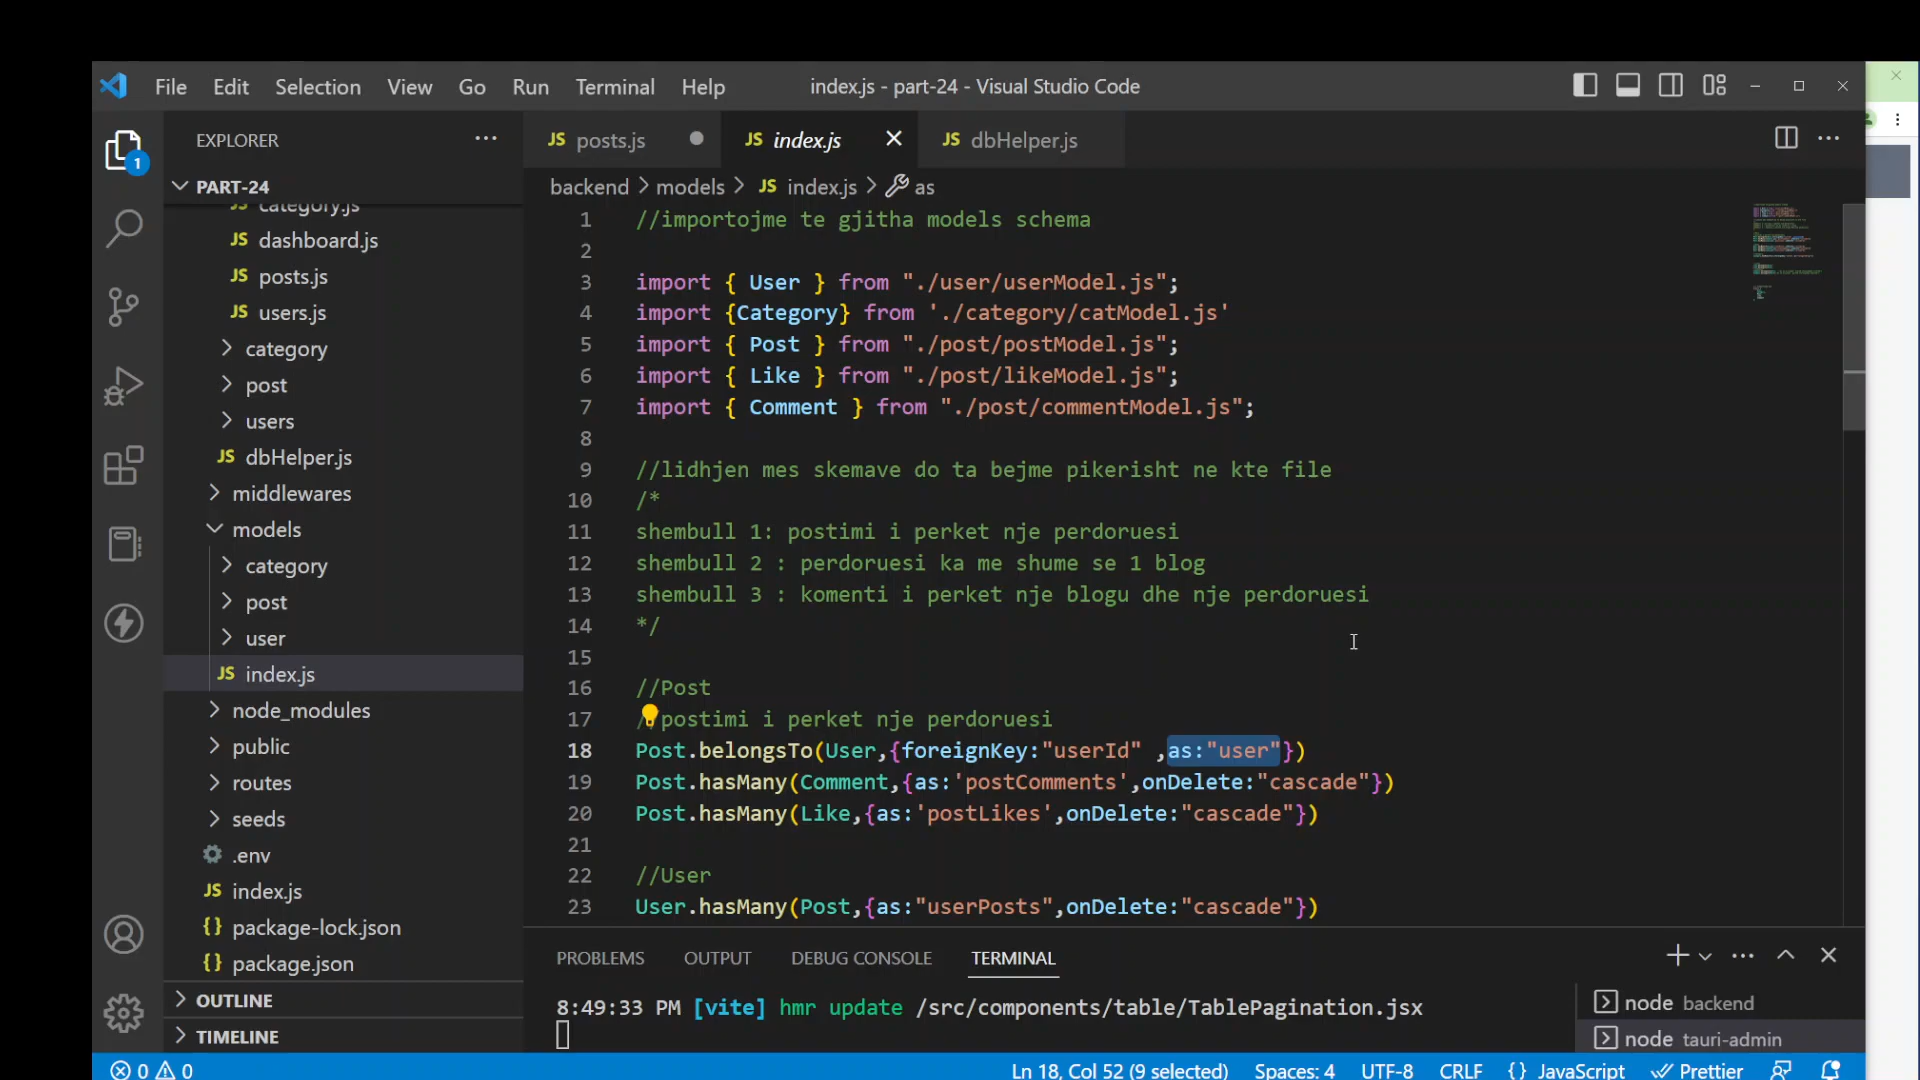 File Edit Selection View Go Run Terminal Help index.js - part-24 - Visual Studio Code
EXPLORER
PART-24
category.js
dashboard.js
posts.js
users.js
category
post
users
dbHelper.js
middlewares
models
category
post
user
index.js
node_modules
public
routes
seeds
.env
index.js
package-lock.json
package.json
OUTLINE
TIMELINE
posts.js index.js dbHelper.js
backend > models > JS index.js > as
1 //importojme te gjitha models schema
2
3 import { User } from "./user/userModel.js";
4 import {Category} from './category/catModel.js'
5 import { Post } from "./post/postModel.js";
6 import { Like } from "./post/likeModel.js";
7 import { Comment } from "./post/commentModel.js";
8
9 //lidhjen mes skemave do ta bejme pikerisht ne kte file
10 /*
11 shembull 1: postimi i perket nje perdoruesi
12 shembull 2 : perdoruesi ka me shume se 1 blog
13 shembull 3 : komenti i perket nje blogu dhe nje perdoruesi
14 */
15
16 //Post
17 //postimi i perket nje perdoruesi
18 Post.belongsTo(User,{foreignKey:"userId" ,as:"user"})
19 Post.hasMany(Comment,{as:'postComments',onDelete:"cascade"})
20 Post.hasMany(Like,{as:'postLikes',onDelete:"cascade"})
21
22 //User
23 User.hasMany(Post,{as:"userPosts",onDelete:"cascade"})
PROBLEMS OUTPUT DEBUG CONSOLE TERMINAL
8:49:33 PM [vite] hmr update /src/components/table/TablePagination.jsx
node backend
node tauri-admin
0 0 Ln 18, Col 52 (9 selected) Spaces: 4 UTF-8 CRLF {} JavaScript Prettier